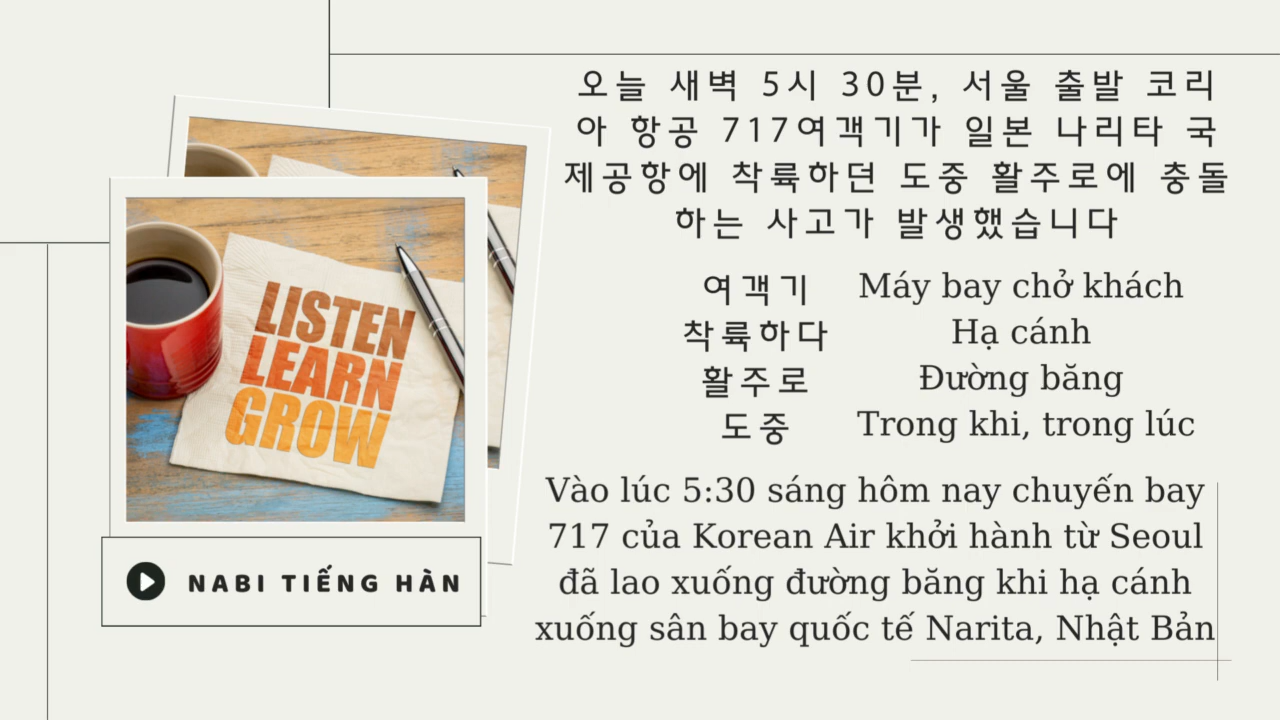 오늘 새벽 5시 30분, 서울 출발 코리
아 항공 717여객기가 일본 나리타 국
제공항에 착륙하던 도중 활주로에 충돌
하는 사고가 발생했습니다
여객기 Máy bay chở khách
착륙하다 Hạ cánh
활주로 Đường băng
도중 Trong khi, trong lúc
Vào lúc 5:30 sáng hôm nay chuyến bay
717 của Korean Air khởi hành từ Seoul
đã lao xuống đường băng khi hạ cánh
xuống sân bay quốc tế Narita, Nhật Bản
LISTEN
LEARN
GROW
NABI TIẾNG HÀN